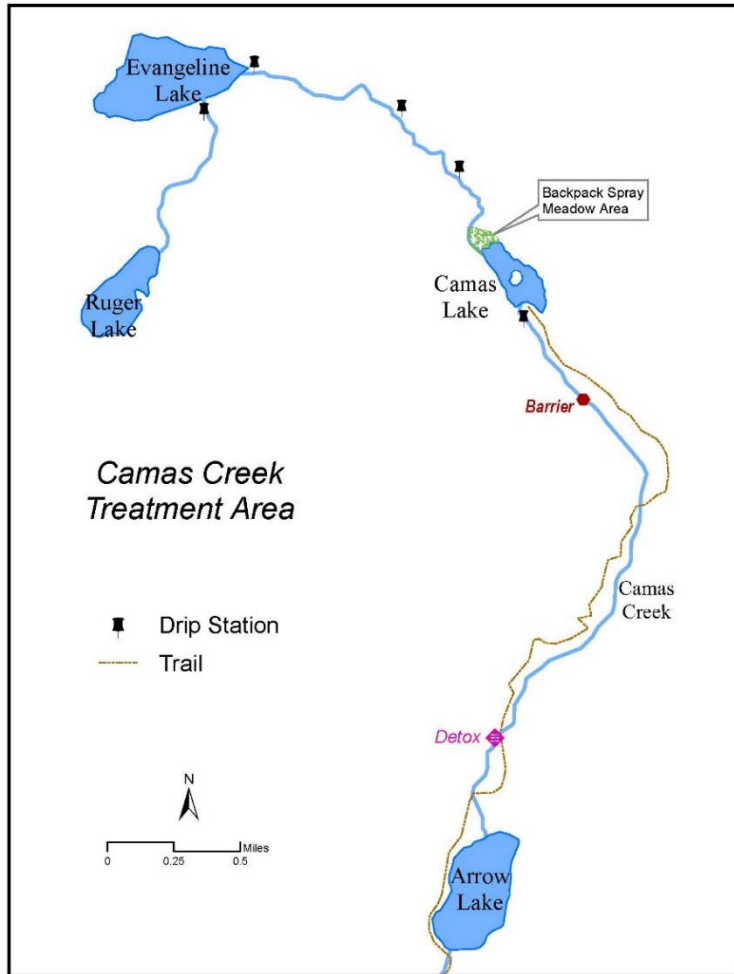 Evangeline
Lake
Backpack Spray
Meadow Area
Camas
Lake
Ruger
Lake
Barrier
Camas Creek
Treatment Area
Camas
Creek
Drip Station
Trail
Detox
N
Miles
0 0.25 0.5
Arrow
Lake